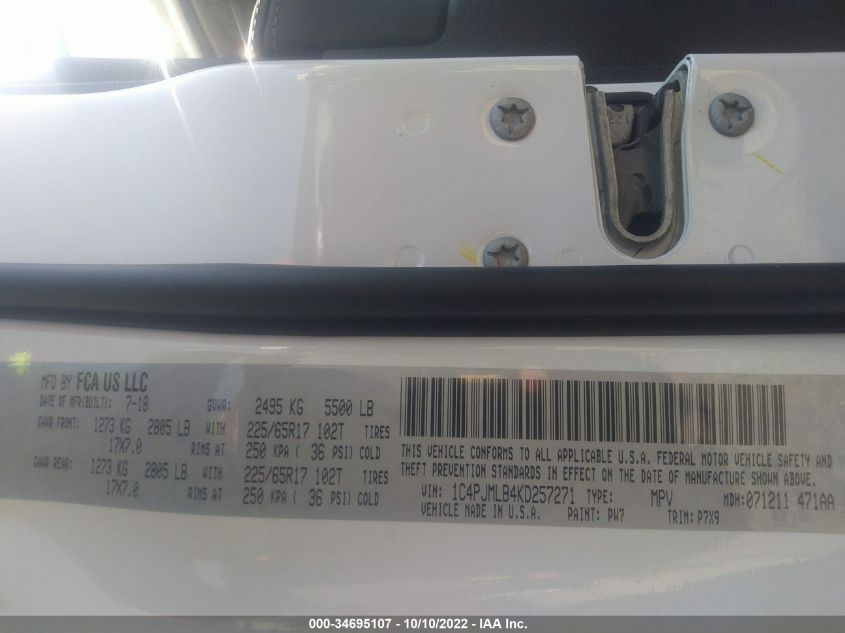 MFD BY FCA US LLC
DATE OF MFR(BUILT): 7-18 GVWR: 2495 KG 5500 LB
GAWR FRONT: 1273 KG 2805 LB WITH 225/65R17 102T TIRES
17X7.0 RIMS AT 250 KPA ( 36 PSI) COLD
GAWR REAR: 1273 KG 2805 LB WITH 225/65R17 102T TIRES
17X7.0 RIMS AT 250 KPA ( 36 PSI) COLD
THIS VEHICLE CONFORMS TO ALL APPLICABLE U.S.A. FEDERAL MOTOR VEHICLE SAFETY AND
THEFT PREVENTION STANDARDS IN EFFECT ON THE DATE OF MANUFACTURE SHOWN ABOVE.
VIN: 1C4PJMLB4KD257271 TYPE: MPV MDH: 071211 471AA
VEHICLE MADE IN U.S.A. PAINT: PW7 TRIM: P7X9
000-34695107 - 10/10/2022 - IAA Inc.